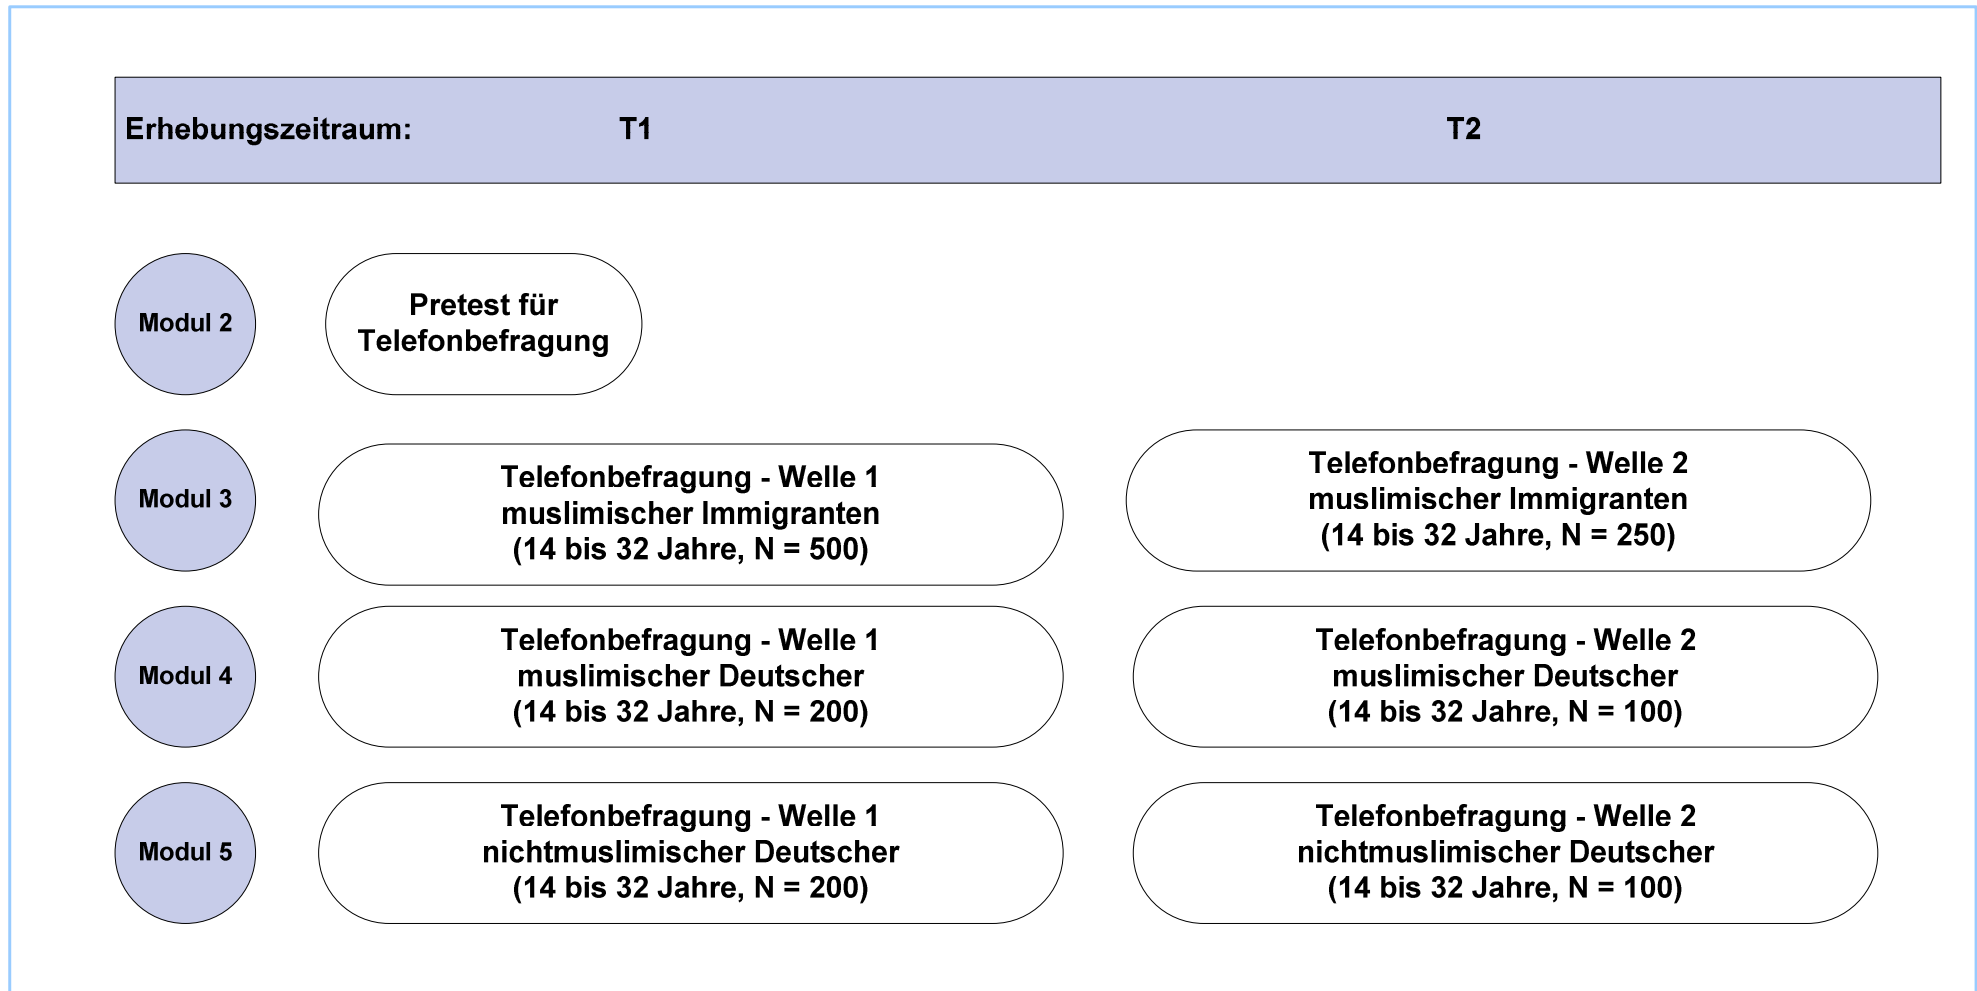 Erhebungszeitraum: T1 T2
Modul 2
Pretest für
Telefonbefragung
Modul 3
Telefonbefragung - Welle 1
muslimischer Immigranten
(14 bis 32 Jahre, N = 500)
Telefonbefragung - Welle 2
muslimischer Immigranten
(14 bis 32 Jahre, N = 250)
Modul 4
Telefonbefragung - Welle 1
muslimischer Deutscher
(14 bis 32 Jahre, N = 200)
Telefonbefragung - Welle 2
muslimischer Deutscher
(14 bis 32 Jahre, N = 100)
Modul 5
Telefonbefragung - Welle 1
nichtmuslimischer Deutscher
(14 bis 32 Jahre, N = 200)
Telefonbefragung - Welle 2
nichtmuslimischer Deutscher
(14 bis 32 Jahre, N = 100)